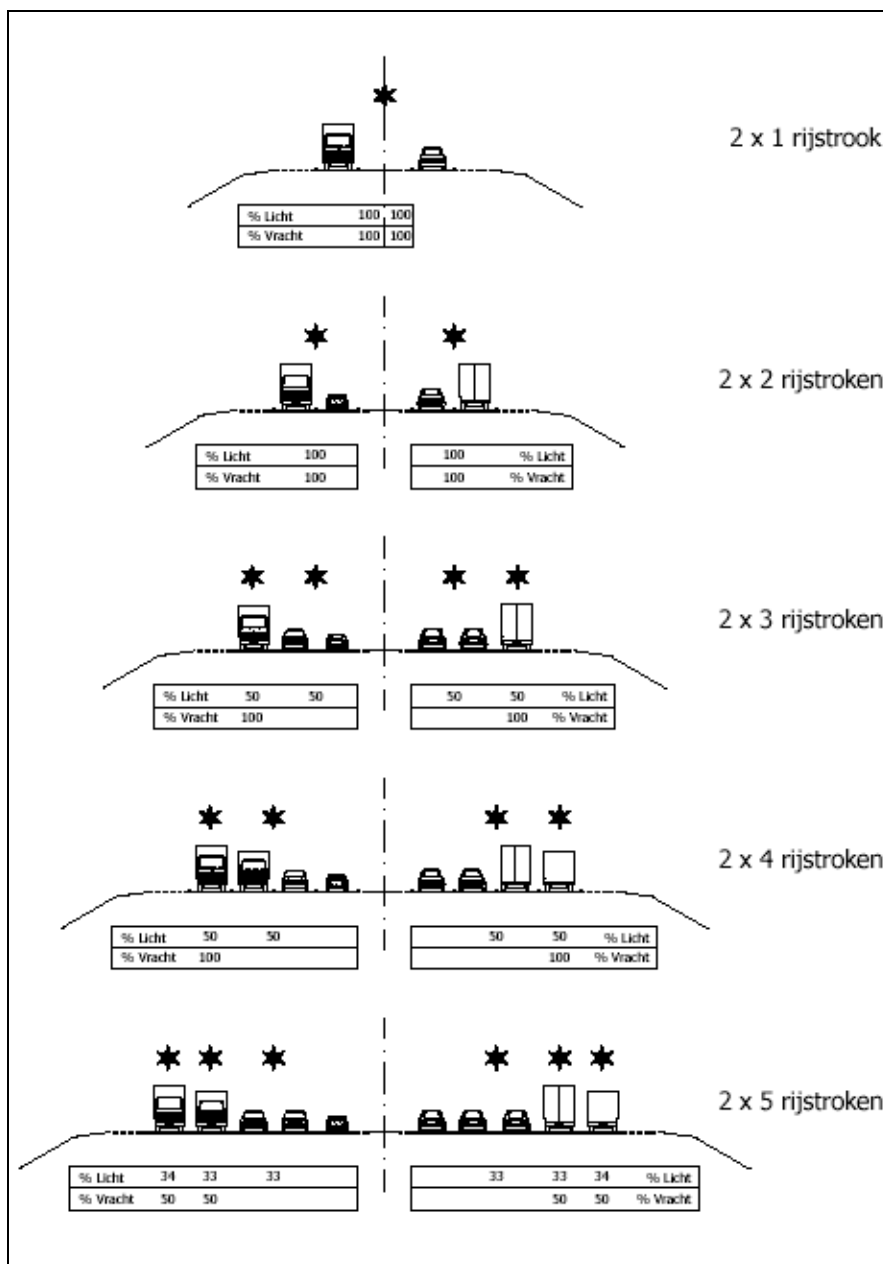 2 x 1 rijstrook
% Licht 100 100
% Vracht 100 100
2 x 2 rijstroken
% Licht 100 100 % Licht
% Vracht 100 100 % Vracht
2 x 3 rijstroken
% Licht 50 50 50 50 % Licht
% Vracht 100 100 % Vracht
2 x 4 rijstroken
% Licht 50 50 50 50 % Licht
% Vracht 100 100 % Vracht
2 x 5 rijstroken
% Licht 34 33 33 33 33 34 % Licht
% Vracht 50 50 50 50 % Vracht